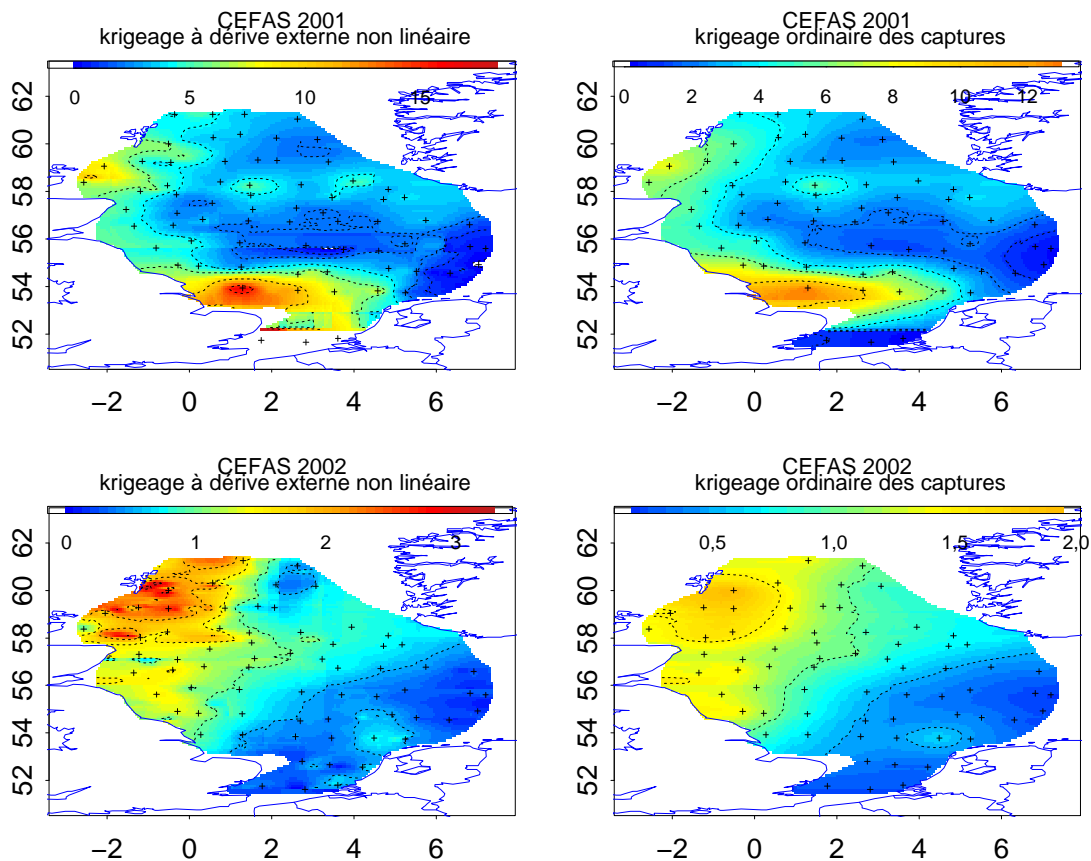 CEFAS 2001
krigeage à dérive externe non linéaire
0 5 10 15
62
60
58
56
54
52
−2 0 2 4 6
CEFAS 2001
krigeage ordinaire des captures
0 2 4 6 8 10 12
62
60
58
56
54
52
−2 0 2 4 6
CEFAS 2002
krigeage à dérive externe non linéaire
0 1 2 3
62
60
58
56
54
52
−2 0 2 4 6
CEFAS 2002
krigeage ordinaire des captures
0,5 1,0 1,5 2,0
62
60
58
56
54
52
−2 0 2 4 6